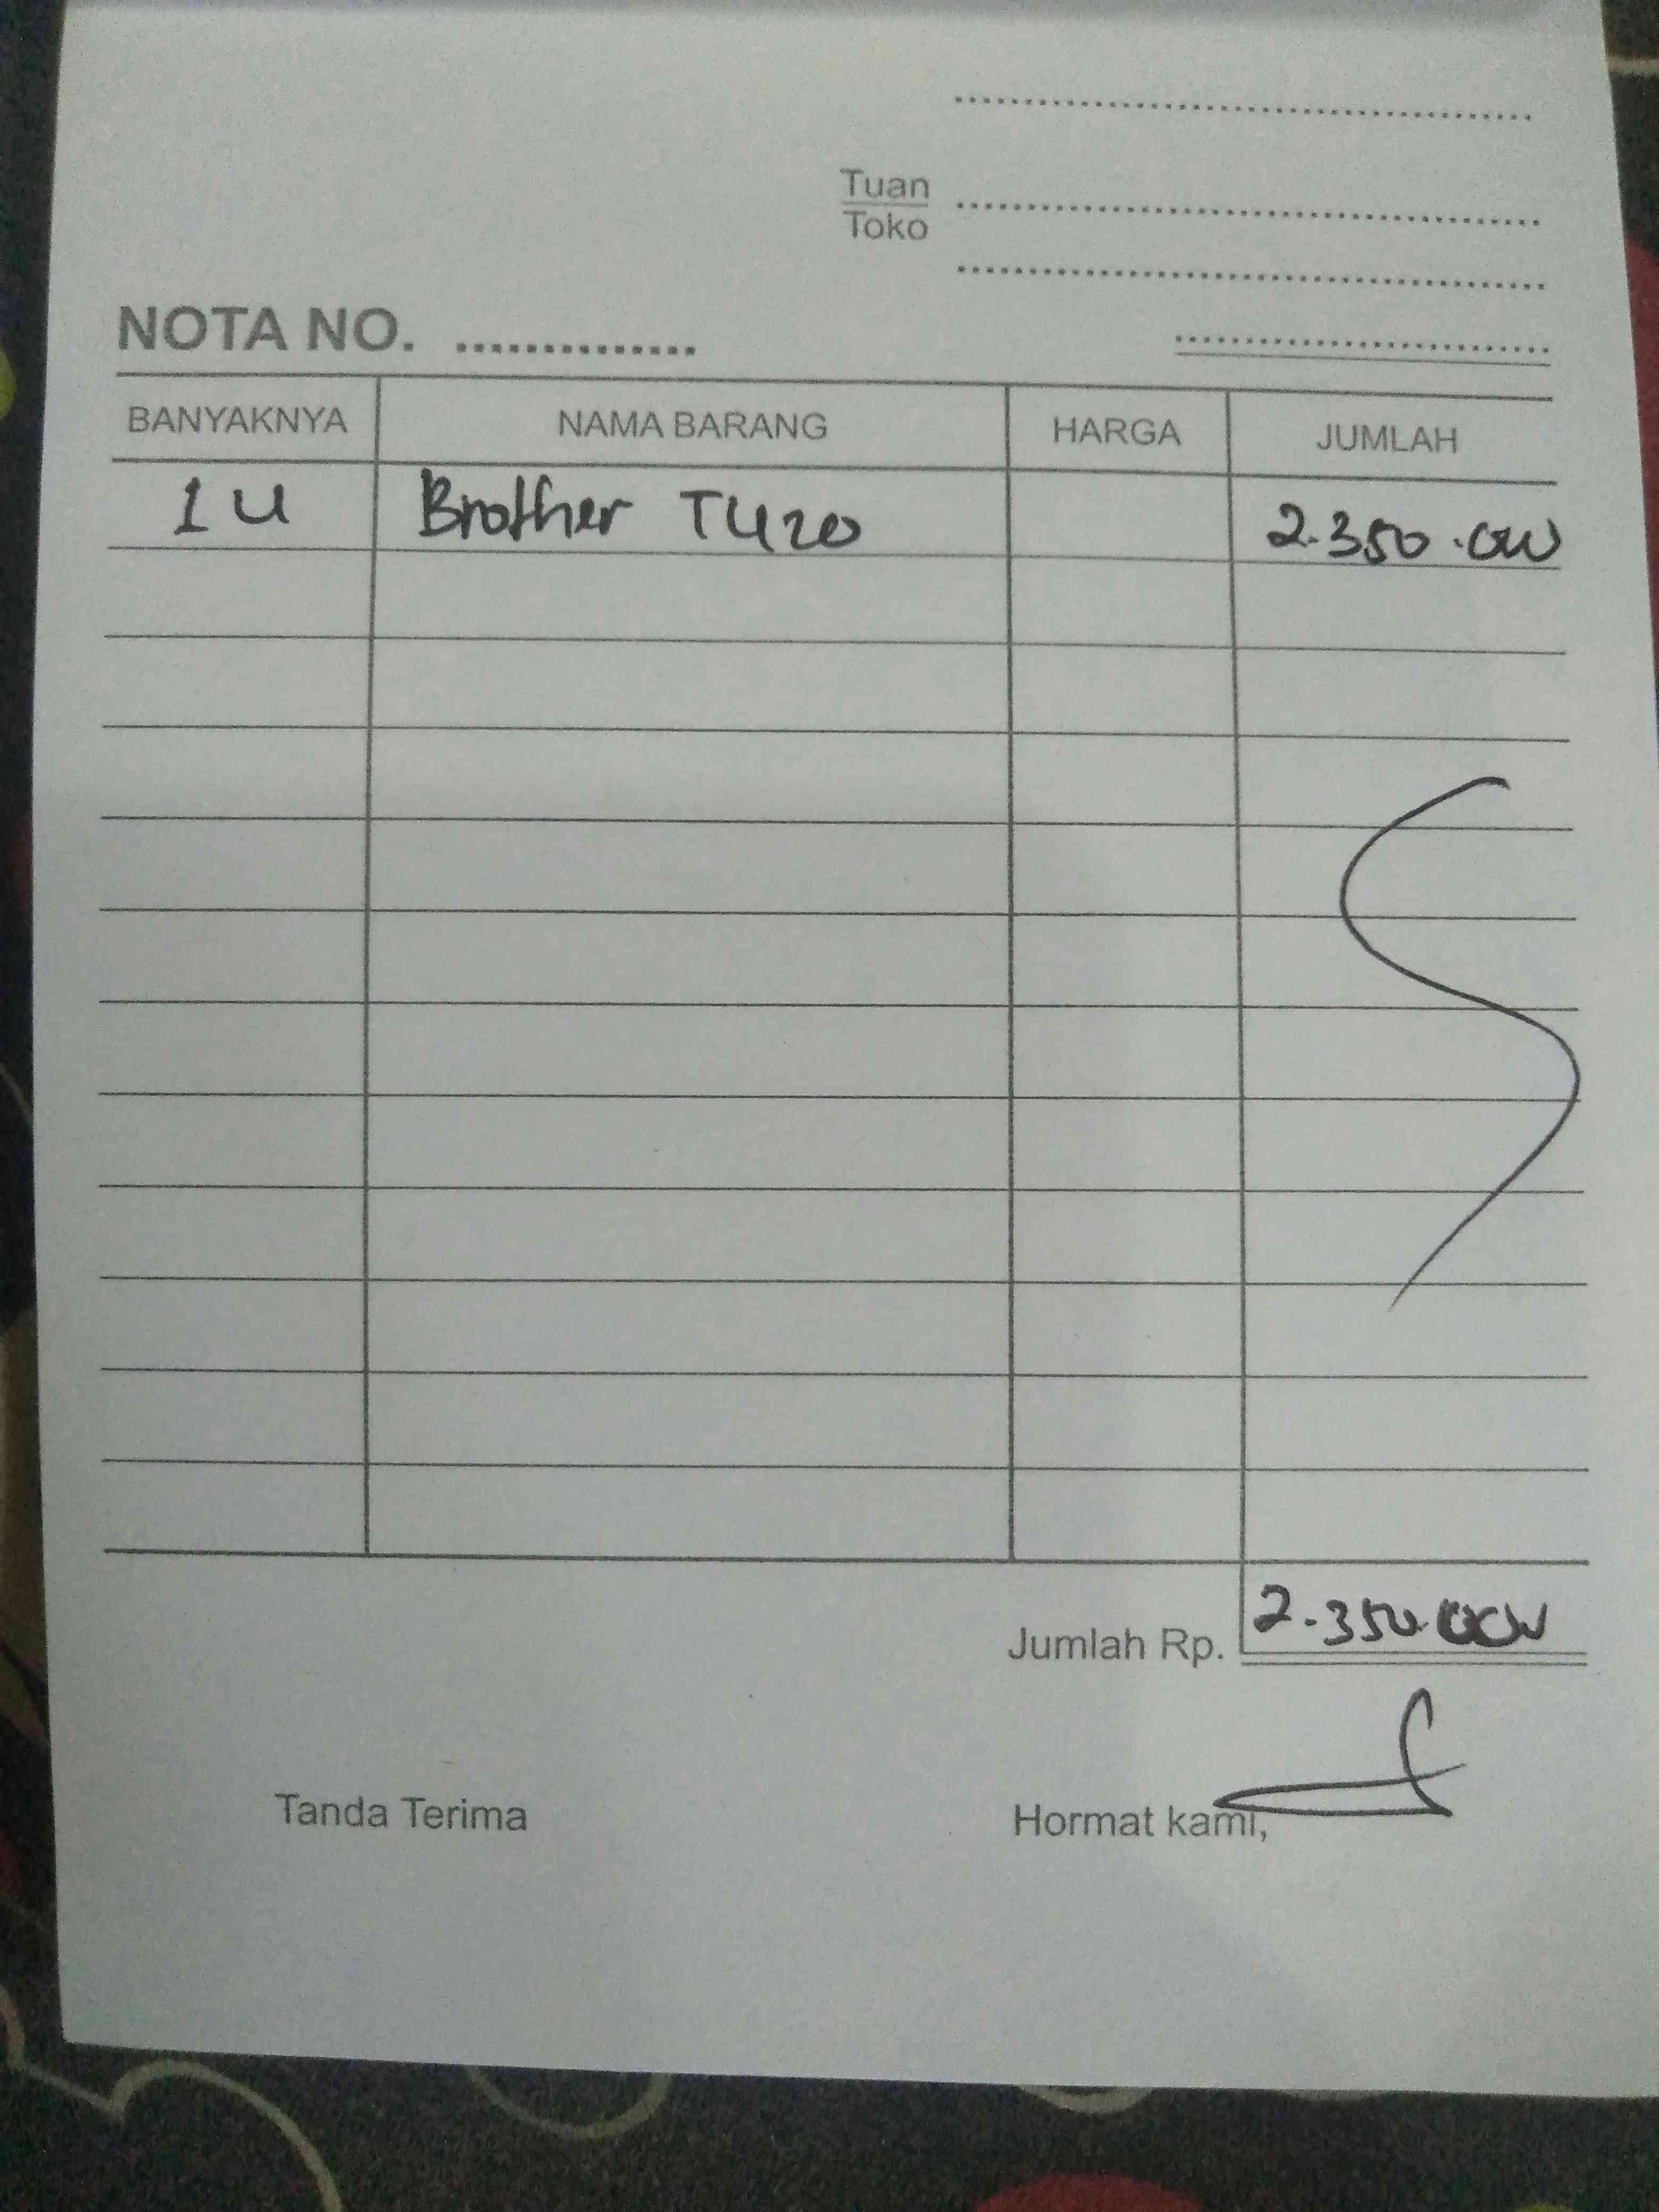 Tuan
Toko
NOTA NO.
BANYAKNYA NAMA BARANG HARGA JUMLAH
1 U Brother T420 2.350.000
Jumlah Rp. 2.350.000
Tanda Terima Hormat kami,